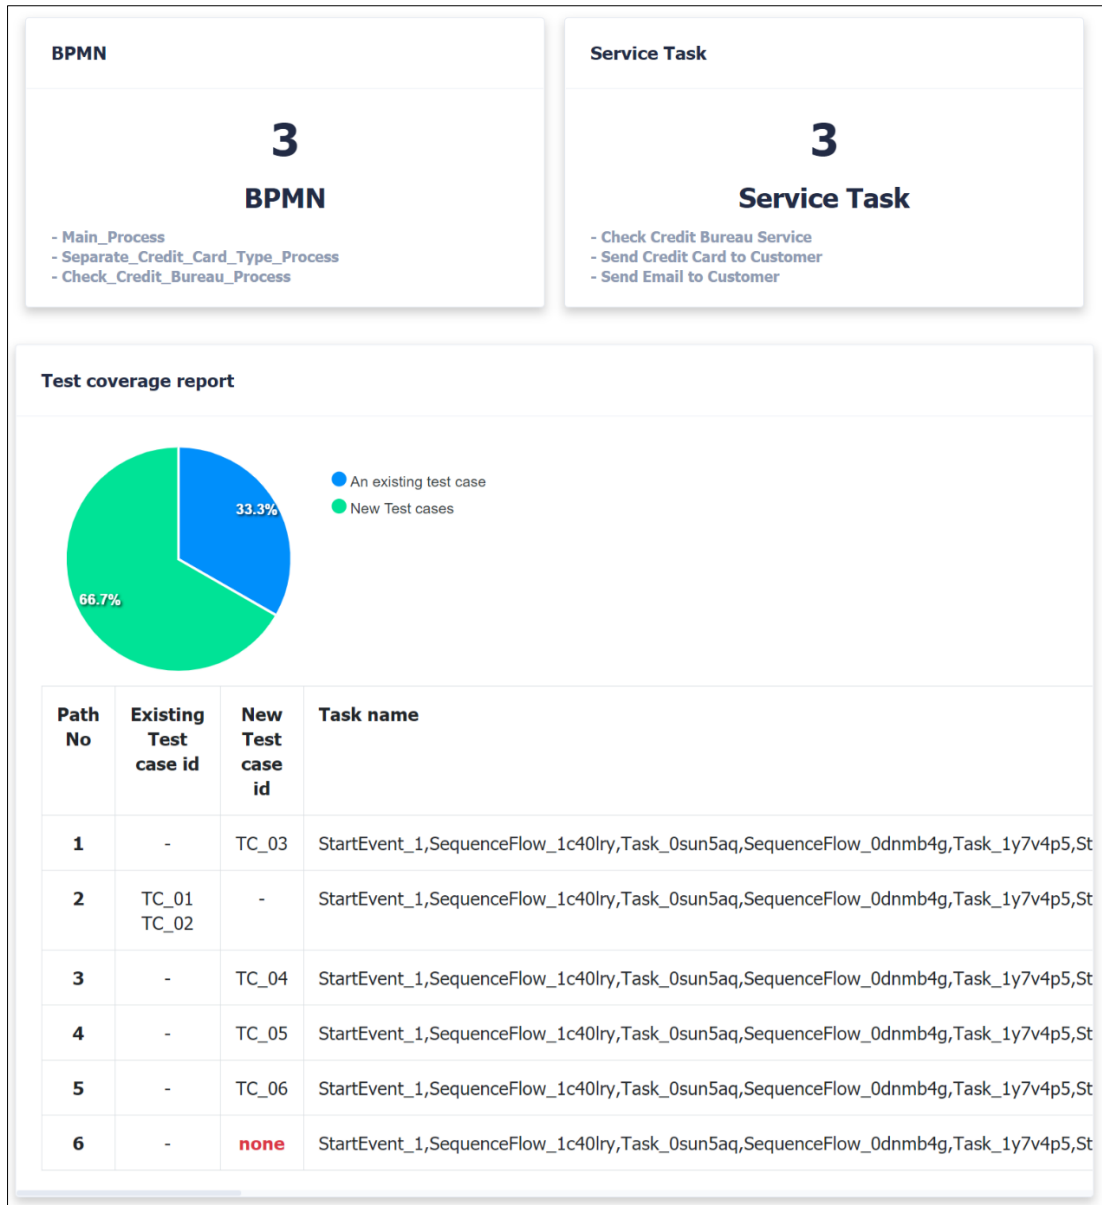 BPMN
3
BPMN
- Main_Process
- Separate_Credit_Card_Type_Process
- Check_Credit_Bureau_Process
Service Task
3
Service Task
- Check Credit Bureau Service
- Send Credit Card to Customer
- Send Email to Customer
Test coverage report
33.3%
66.7%
An existing test case
New Test cases
Path No Existing Test case id New Test case id Task name
1 - TC_03 StartEvent_1,SequenceFlow_1c40lry,Task_0sun5aq,SequenceFlow_0dnmb4g,Task_1y7v4p5,St
2 TC_01 TC_02 - StartEvent_1,SequenceFlow_1c40lry,Task_0sun5aq,SequenceFlow_0dnmb4g,Task_1y7v4p5,St
3 - TC_04 StartEvent_1,SequenceFlow_1c40lry,Task_0sun5aq,SequenceFlow_0dnmb4g,Task_1y7v4p5,St
4 - TC_05 StartEvent_1,SequenceFlow_1c40lry,Task_0sun5aq,SequenceFlow_0dnmb4g,Task_1y7v4p5,St
5 - TC_06 StartEvent_1,SequenceFlow_1c40lry,Task_0sun5aq,SequenceFlow_0dnmb4g,Task_1y7v4p5,St
6 - none StartEvent_1,SequenceFlow_1c40lry,Task_0sun5aq,SequenceFlow_0dnmb4g,Task_1y7v4p5,St